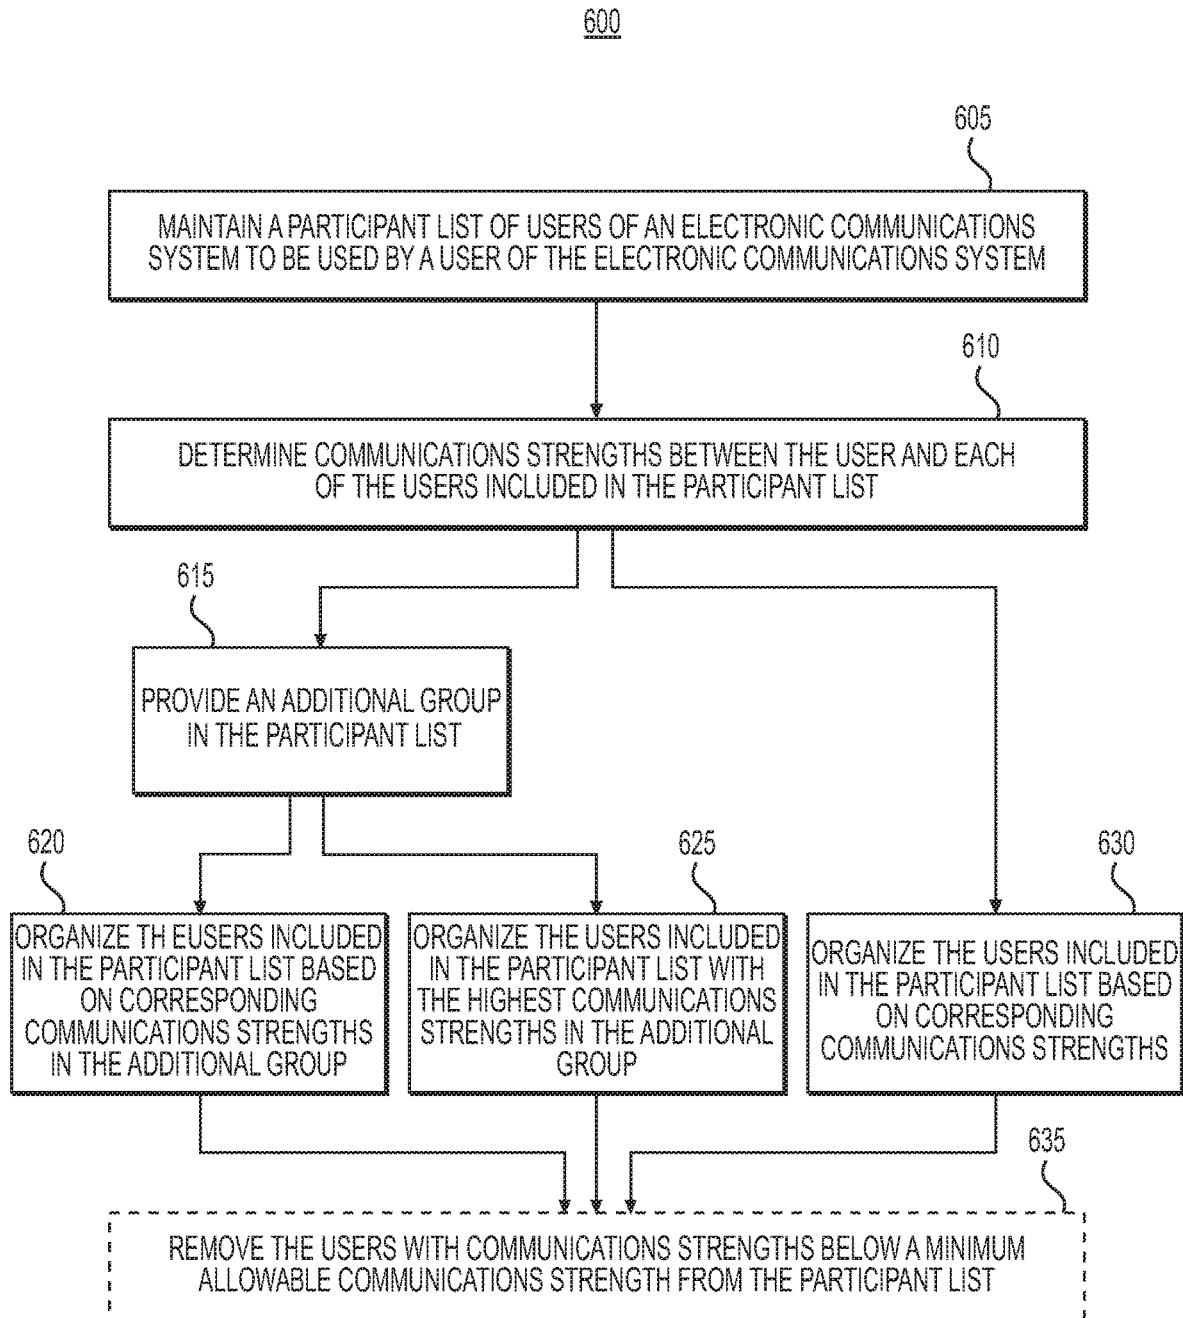 600
605
MAINTAIN A PARTICIPANT LIST OF USERS OF AN ELECTRONIC COMMUNICATIONS
SYSTEM TO BE USED BY A USER OF THE ELECTRONIC COMMUNICATIONS SYSTEM
610
DETERMINE COMMUNICATIONS STRENGTHS BETWEEN THE USER AND EACH
OF THE USERS INCLUDED IN THE PARTICIPANT LIST
615
PROVIDE AN ADDITIONAL GROUP
IN THE PARTICIPANT LIST
620
ORGANIZE TH EUSERS INCLUDED
IN THE PARTICIPANT LIST BASED
ON CORRESPONDING
COMMUNICATIONS STRENGTHS
IN THE ADDITIONAL GROUP
625
ORGANIZE THE USERS INCLUDED
IN THE PARTICIPANT LIST WITH
THE HIGHEST COMMUNICATIONS
STRENGTHS IN THE ADDITIONAL
GROUP
630
ORGANIZE THE USERS INCLUDED
IN THE PARTICIPANT LIST BASED
ON CORRESPONDING
COMMUNICATIONS STRENGTHS
635
REMOVE THE USERS WITH COMMUNICATIONS STRENGTHS BELOW A MINIMUM
ALLOWABLE COMMUNICATIONS STRENGTH FROM THE PARTICIPANT LIST